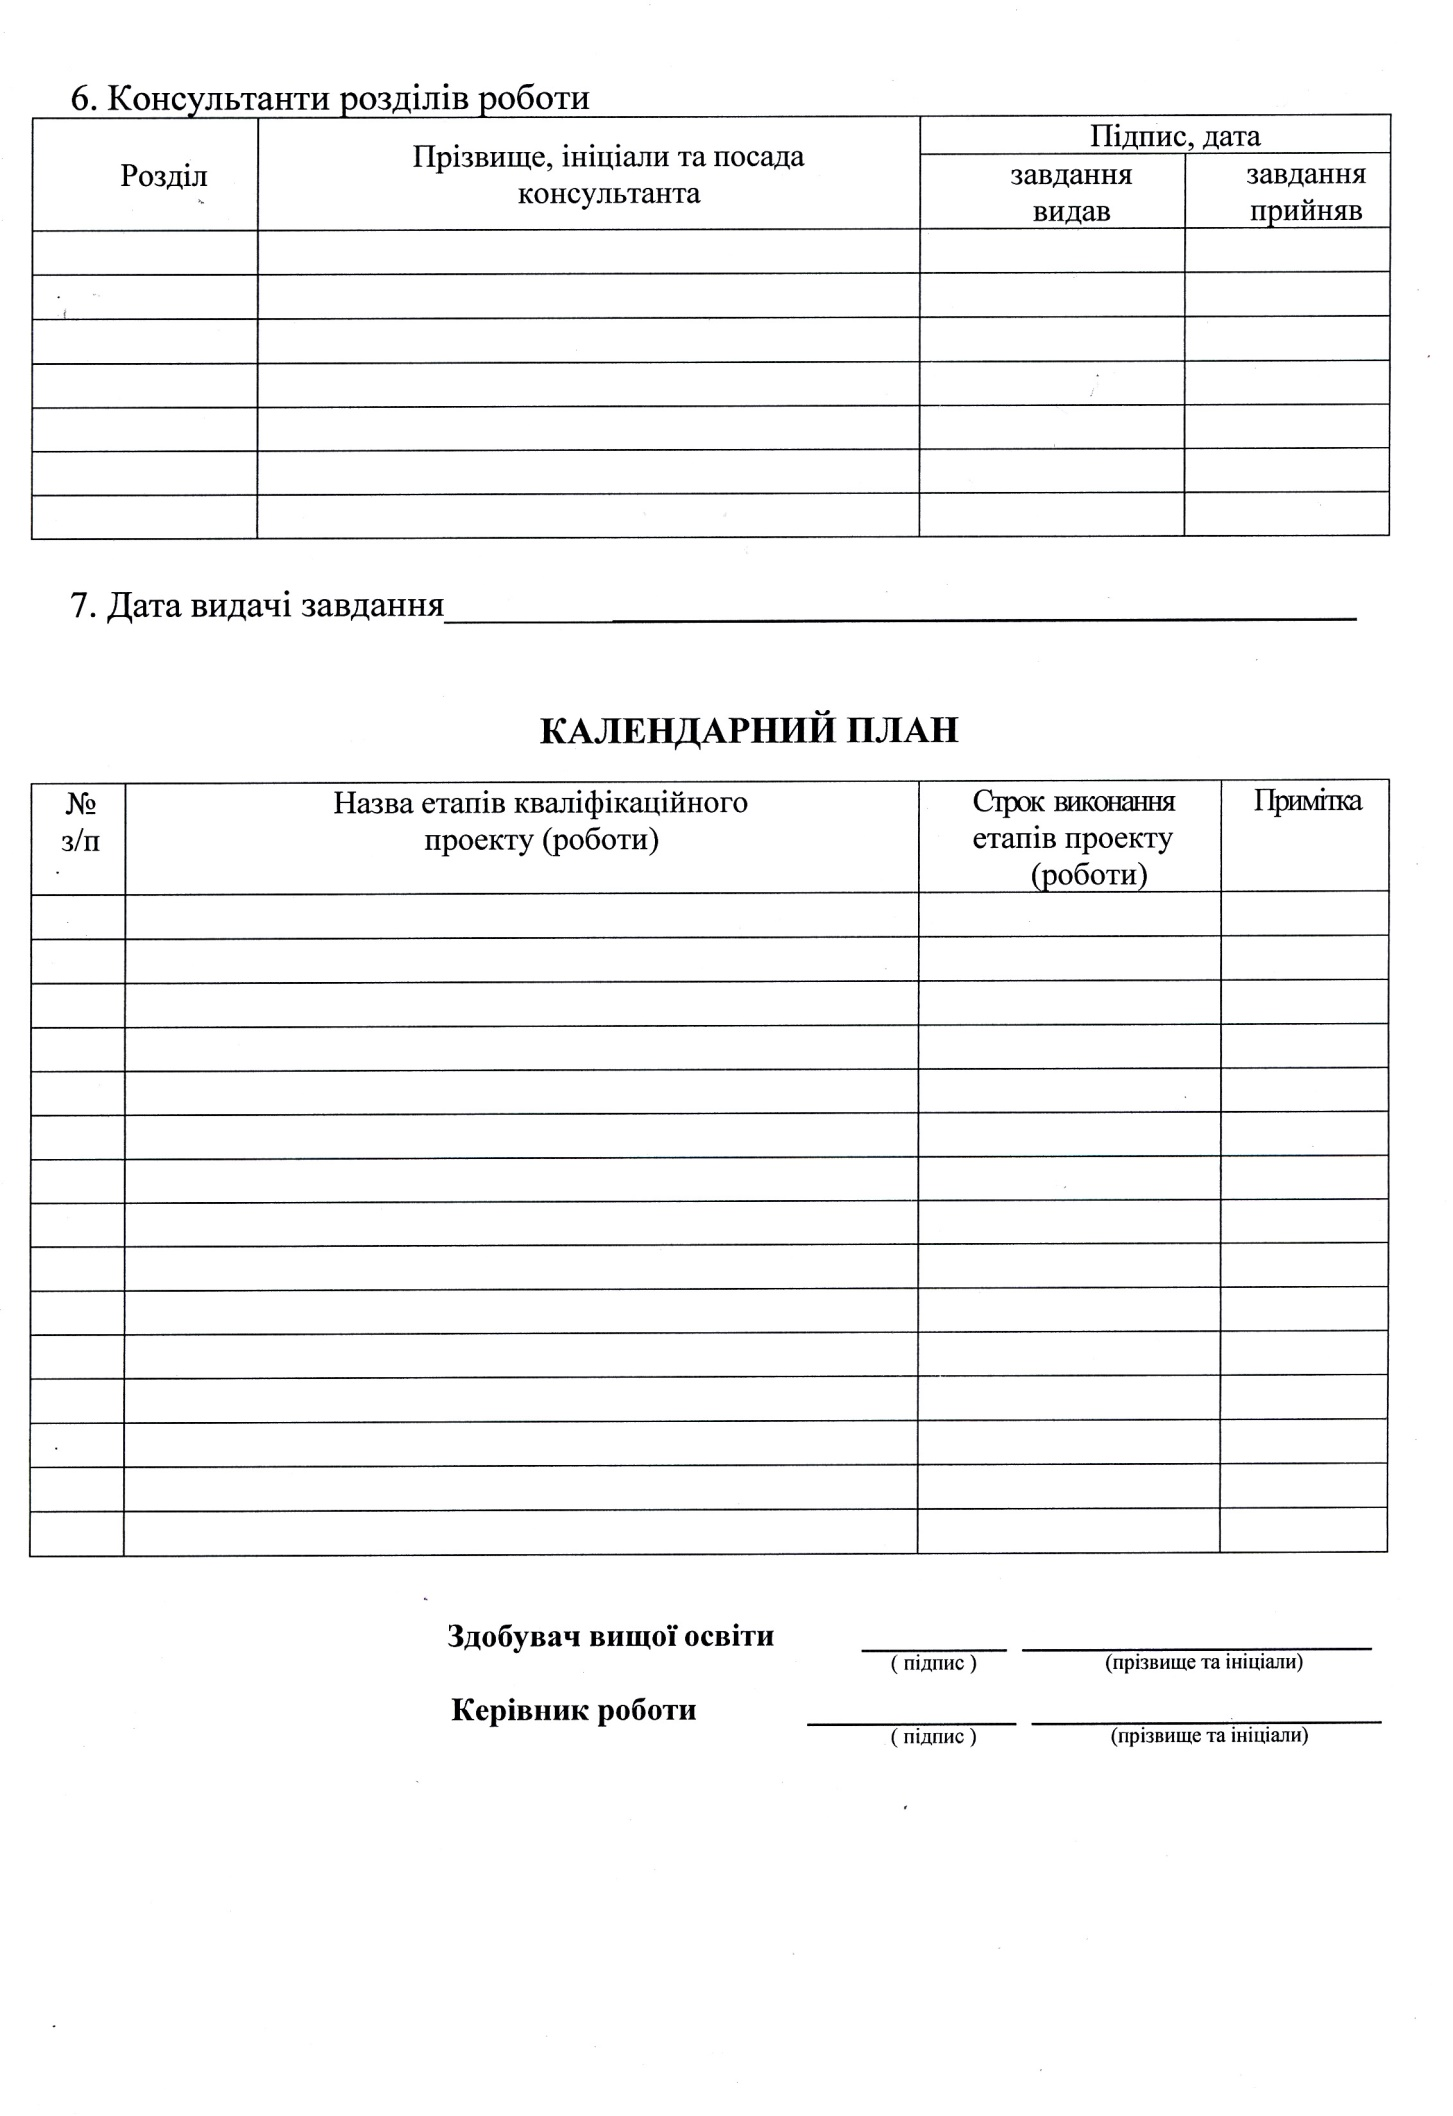 6. Консультанти розділів роботи
Розділ
Прізвище, ініціали та посада
консультанта
Підпис, дата
завдання
видав
завдання
прийняв
7. Дата видачі завдання
КАЛЕНДАРНИЙ ПЛАН
№
з/п
Назва етапів кваліфікаційного
проекту (роботи)
Строк виконання
етапів проекту
(роботи)
Примітка
Здобувач вищої освіти
( підпис )
(прізвище та ініціали)
Керівник роботи
( підпис )
(прізвище та ініціали)